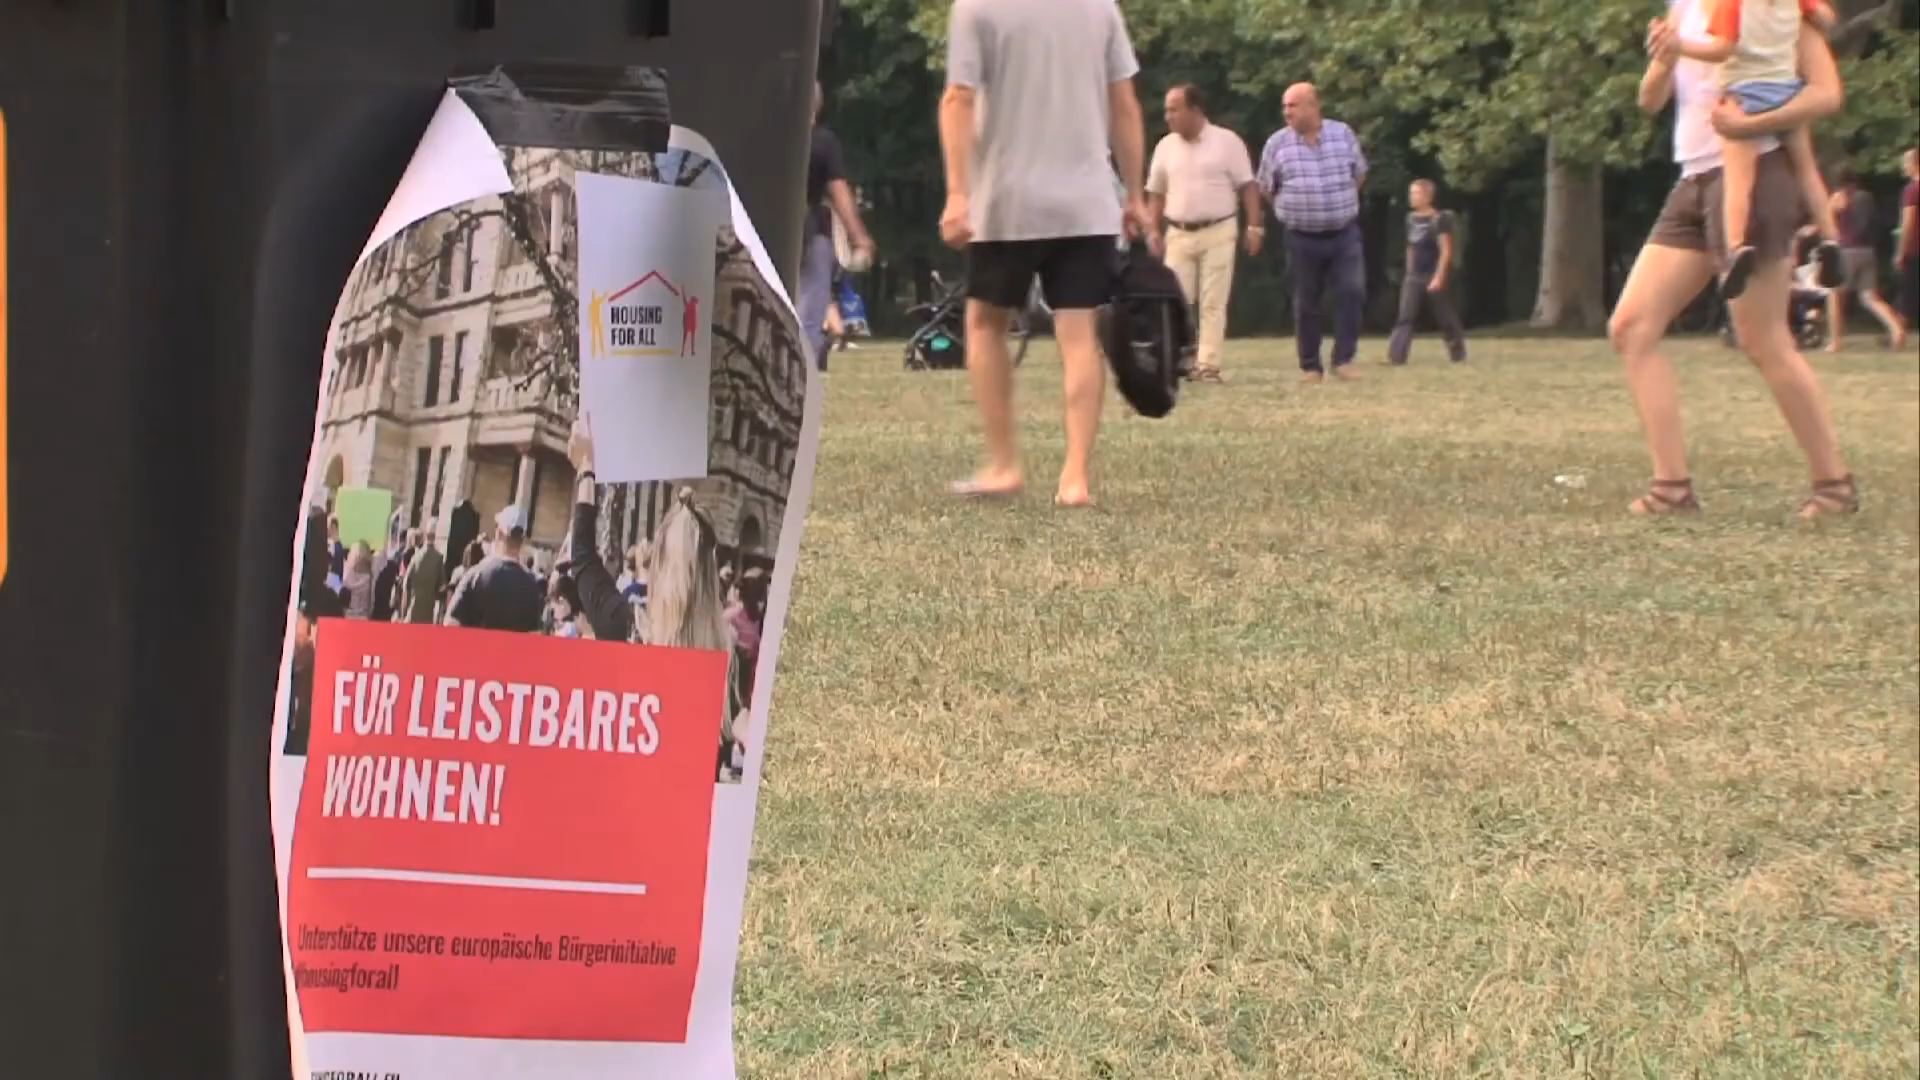 HOUSING
FOR ALL
FÜR LEISTBARES
WOHNEN!
Unterstütze unsere europäische Bürgerinitiative
#housingforall